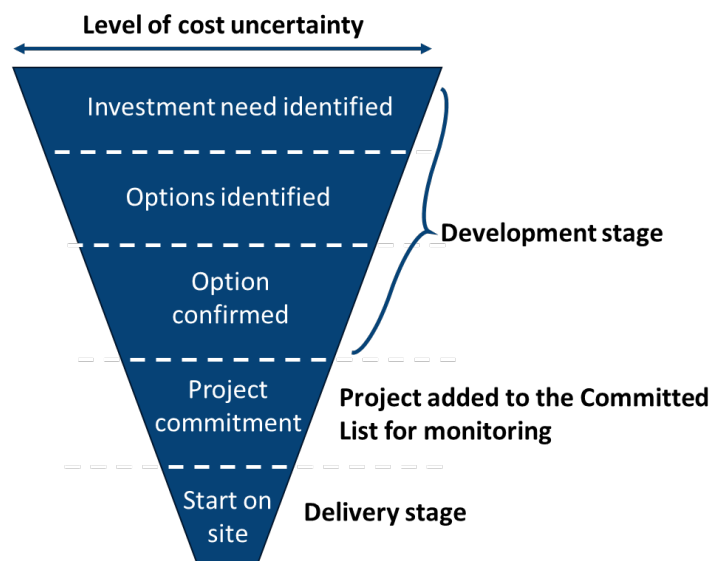 Level of cost uncertainty
Investment need identified
Options identified
Development stage
Option
confirmed
Project
commitment
Project added to the Committed
List for monitoring
Start on
site
Delivery stage